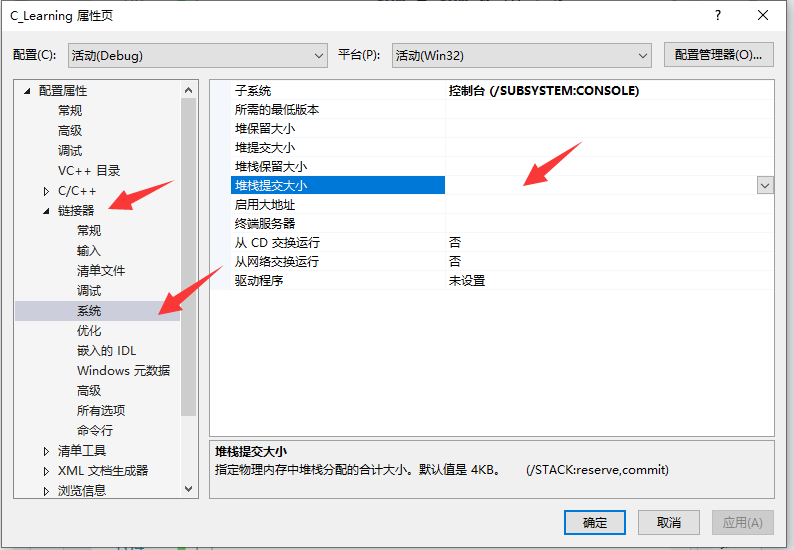 C_Learning 属性页
配置(C): 活动(Debug) 平台(P): 活动(Win32) 配置管理器(O)...
配置属性
常规
高级
调试
VC++ 目录
C/C++
链接器
常规
输入
清单文件
调试
系统
优化
嵌入的 IDL
Windows 元数据
高级
所有选项
命令行
清单工具
XML 文档生成器
浏览信息
子系统 控制台 (/SUBSYSTEM:CONSOLE)
所需的最低版本
堆保留大小
堆提交大小
堆栈保留大小
堆栈提交大小
启用大地址
终端服务器
从 CD 交换运行 否
从网络交换运行 否
驱动程序 未设置
堆栈提交大小
指定物理内存中堆栈分配的合计大小。默认值是 4KB。 (/STACK:reserve,commit)
确定 取消 应用(A)